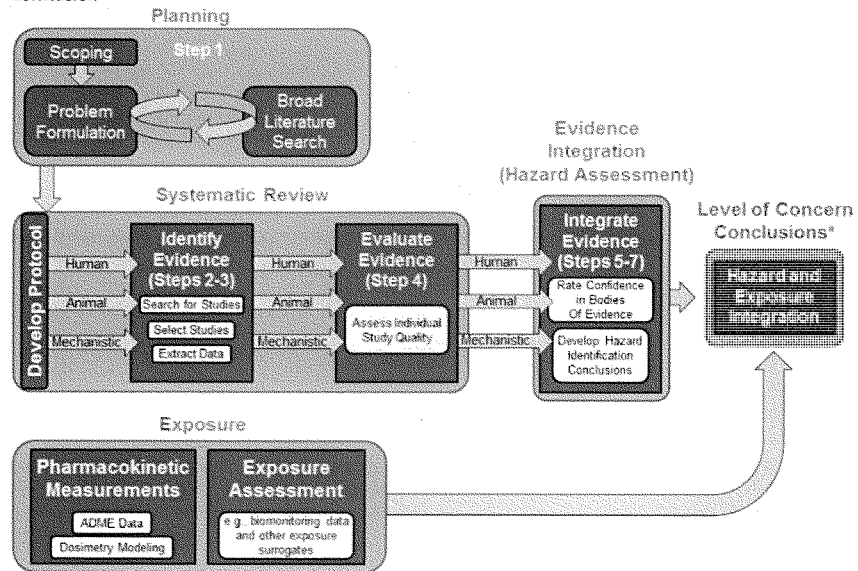 Planning
Step 1
Scoping
Problem
Formulation
Broad
Literature
Search
Evidence
Integration
(Hazard Assessment)
Systematic Review
Level of Concern
Conclusions*
Develop Protocol
Human
Animal
Mechanistic
Identify
Evidence
(Steps 2-3)
Search for Studies
Select Studies
Extract Data
Human
Animal
Mechanistic
Evaluate
Evidence
(Step 4)
Assess Individual
Study Quality
Human
Animal
Mechanistic
Integrate
Evidence
(Steps 5-7)
Rate Confidence
in Bodies
Of Evidence
Develop Hazard
Identification
Conclusions
Hazard and
Exposure
Integration
Exposure
Pharmacokinetic
Measurements
ADME Data
Dosimetry Modeling
Exposure
Assessment
e.g., biomonitoring data
and other exposure
surrogates